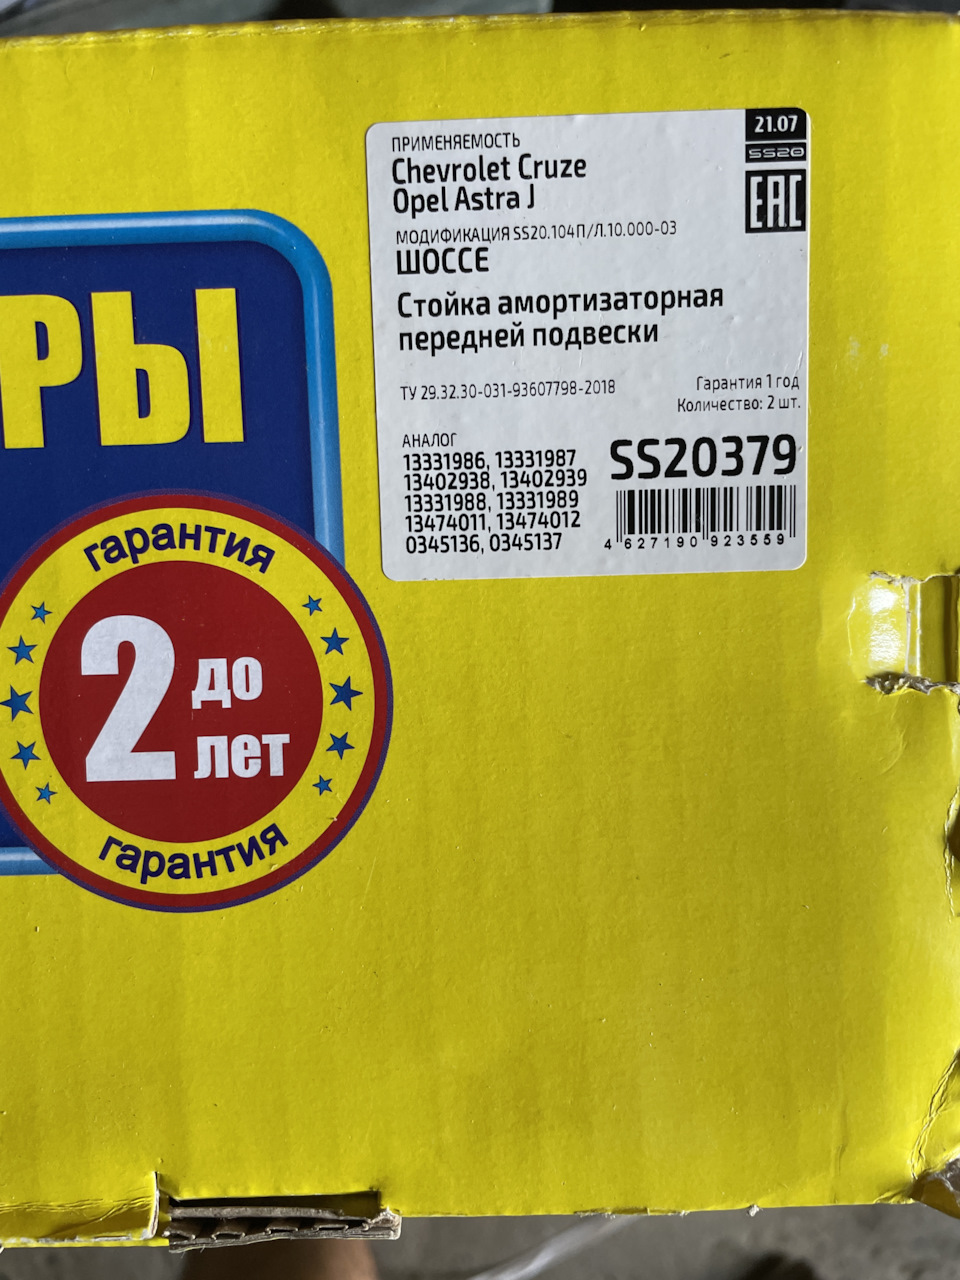 ПРИМЕНЯЕМОСТЬ
Chevrolet Cruze
Opel Astra J
21.07
SS20
EAC
МОДИФИКАЦИЯ SS20.104П/Л.10.000-03
ШОССЕ
Стойка амортизаторная
передней подвески
ТУ 29.32.30-031-93607798-2018
Гарантия 1 год
Количество: 2 шт.
АНАЛОГ
13331986, 13331987
13402938, 13402939
13331988, 13331989
13474011, 13474012
0345136, 0345137
SS20379
4 627190 923559
РЫ
гарантия
2 до
лет
гарантия